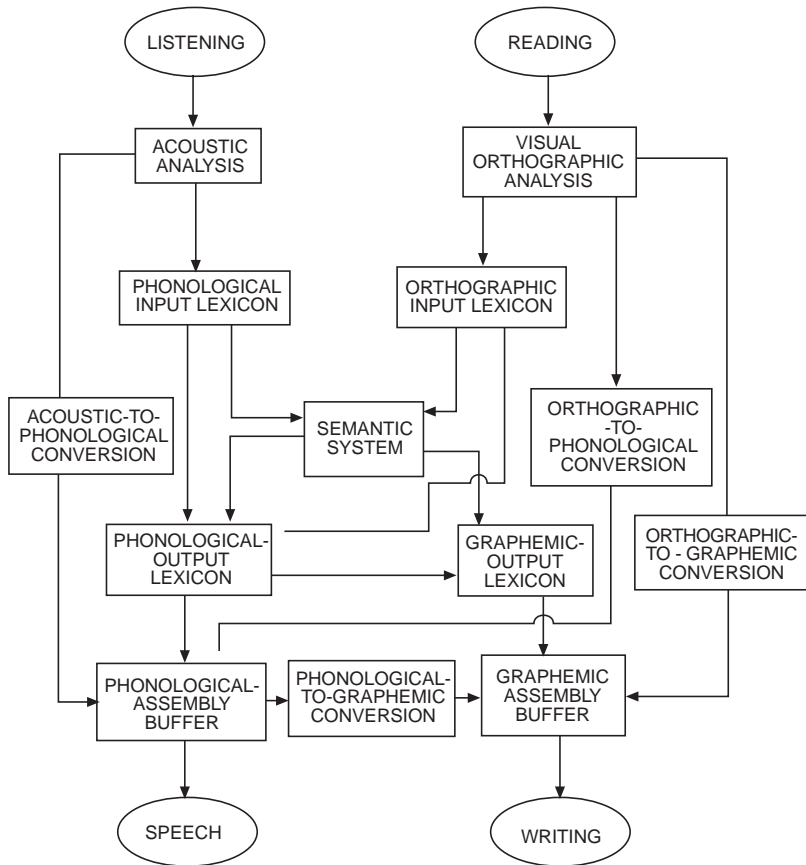 LISTENING
READING
ACOUSTIC
ANALYSIS
VISUAL
ORTHOGRAPHIC
ANALYSIS
PHONOLOGICAL
INPUT LEXICON
ORTHOGRAPHIC
INPUT LEXICON
ACOUSTIC-TO-
PHONOLOGICAL
CONVERSION
SEMANTIC
SYSTEM
ORTHOGRAPHIC
-TO-
PHONOLOGICAL
CONVERSION
PHONOLOGICAL-
OUTPUT
LEXICON
GRAPHEMIC-
OUTPUT
LEXICON
ORTHOGRAPHIC-
TO - GRAPHEMIC
CONVERSION
PHONOLOGICAL-
ASSEMBLY
BUFFER
PHONOLOGICAL-
TO-GRAPHEMIC
CONVERSION
GRAPHEMIC
ASSEMBLY
BUFFER
SPEECH
WRITING